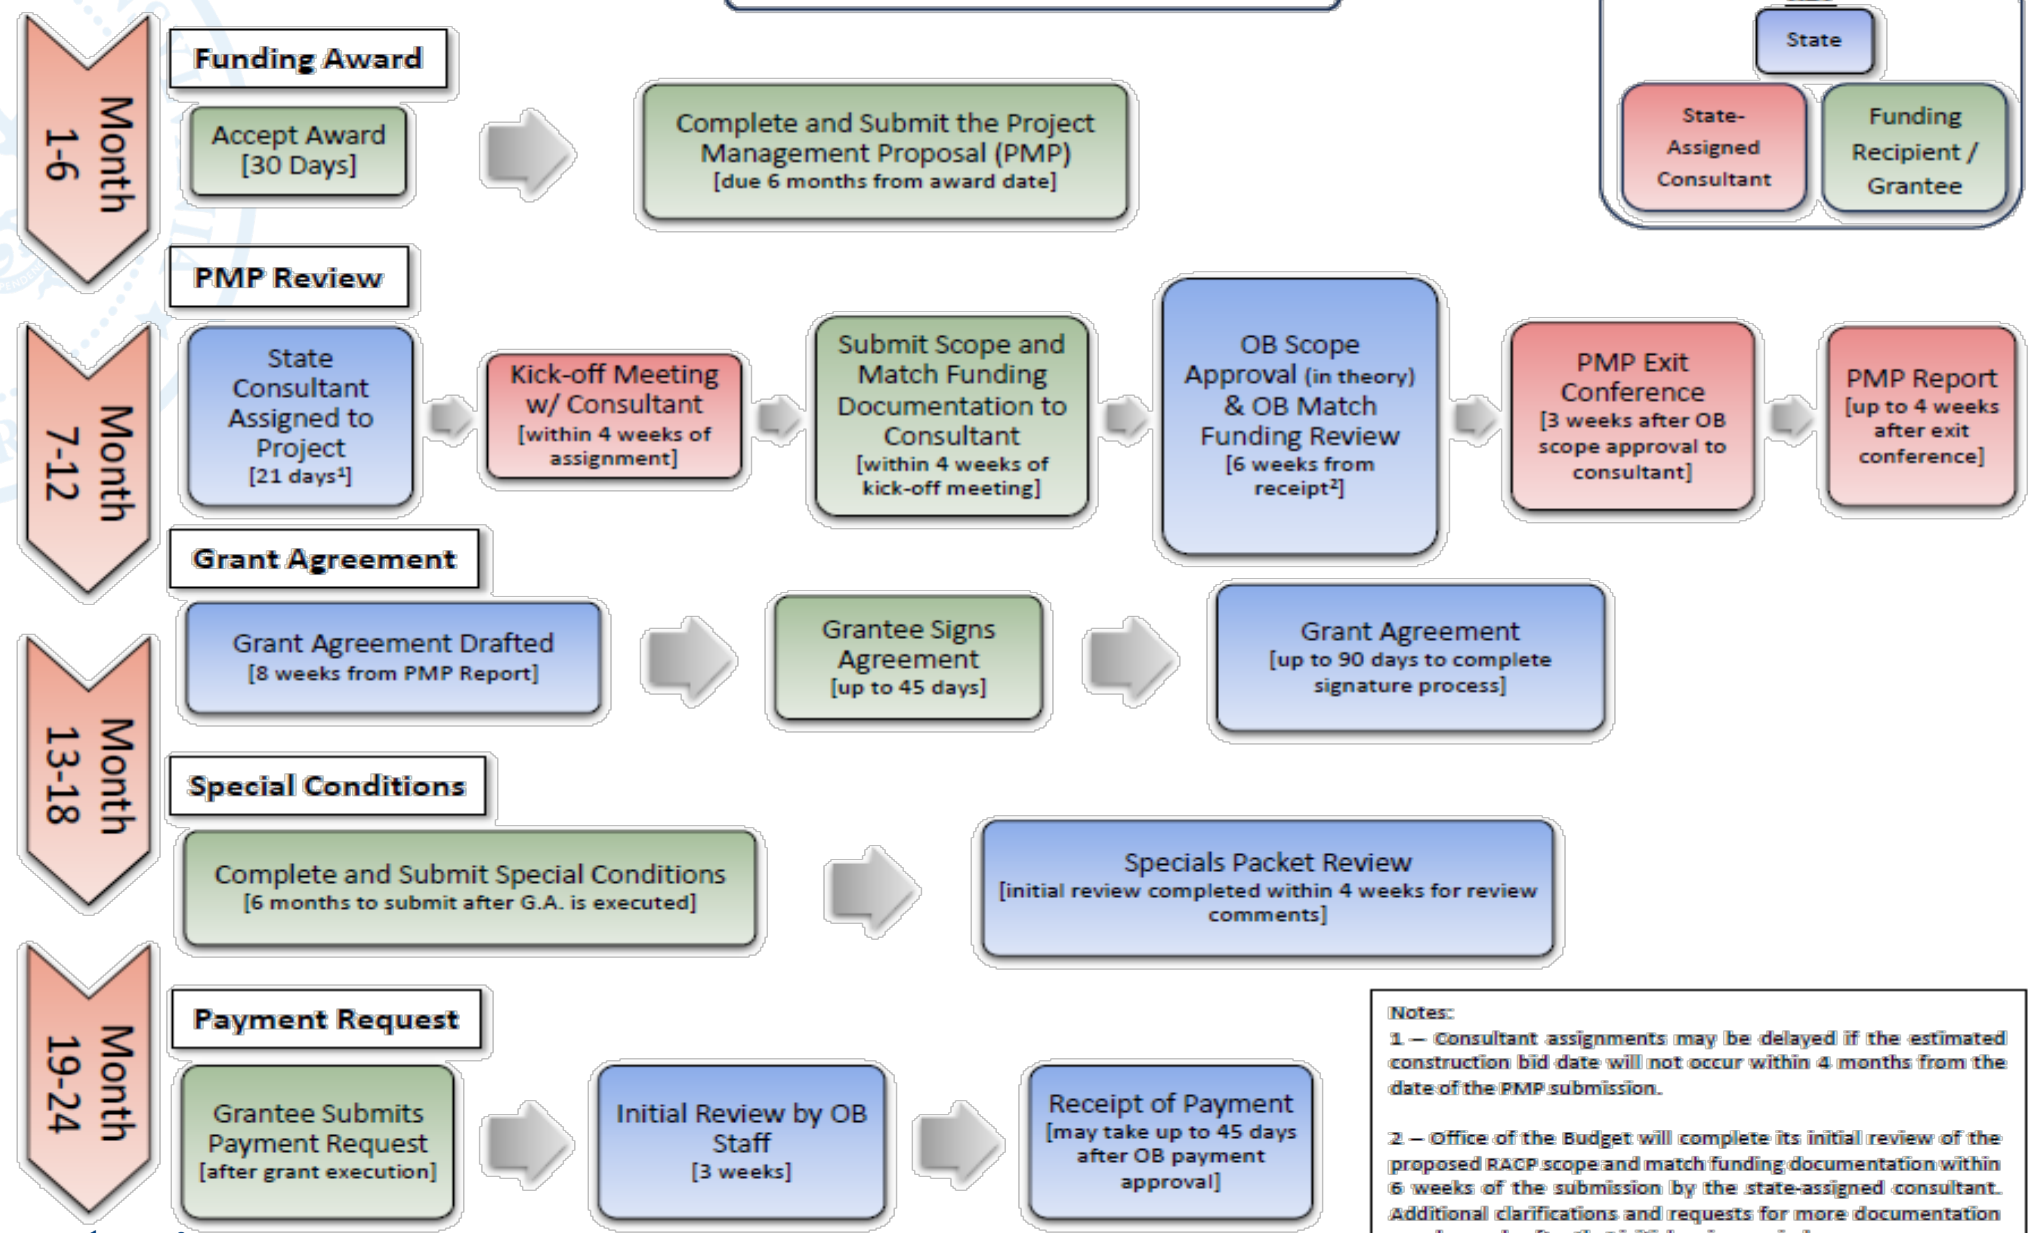 State
State-
Assigned
Consultant
Funding
Recipient /
Grantee
Month
1-6
Funding Award
Accept Award
[30 Days]
Complete and Submit the Project
Management Proposal (PMP)
[due 6 months from award date]
Month
7-12
PMP Review
State
Consultant
Assigned to
Project
[21 days¹]
Kick-off Meeting
w/ Consultant
[within 4 weeks of
assignment]
Submit Scope and
Match Funding
Documentation to
Consultant
[within 4 weeks of
kick-off meeting]
OB Scope
Approval (in theory)
& OB Match
Funding Review
[6 weeks from
receipt²]
PMP Exit
Conference
[3 weeks after OB
scope approval to
consultant]
PMP Report
[up to 4 weeks
after exit
conference]
Month
13-18
Grant Agreement
Grant Agreement Drafted
[8 weeks from PMP Report]
Grantee Signs
Agreement
[up to 45 days]
Grant Agreement
[up to 90 days to complete
signature process]
Special Conditions
Complete and Submit Special Conditions
[6 months to submit after G.A. is executed]
Specials Packet Review
[initial review completed within 4 weeks for review
comments]
Month
19-24
Payment Request
Grantee Submits
Payment Request
[after grant execution]
Initial Review by OB
Staff
[3 weeks]
Receipt of Payment
[may take up to 45 days
after OB payment
approval]
Notes:
1 – Consultant assignments may be delayed if the estimated
construction bid date will not occur within 4 months from the
date of the PMP submission.
2 – Office of the Budget will complete its initial review of the
proposed RACP scope and match funding documentation within
6 weeks of the submission by the state-assigned consultant.
Additional clarifications and requests for more documentation